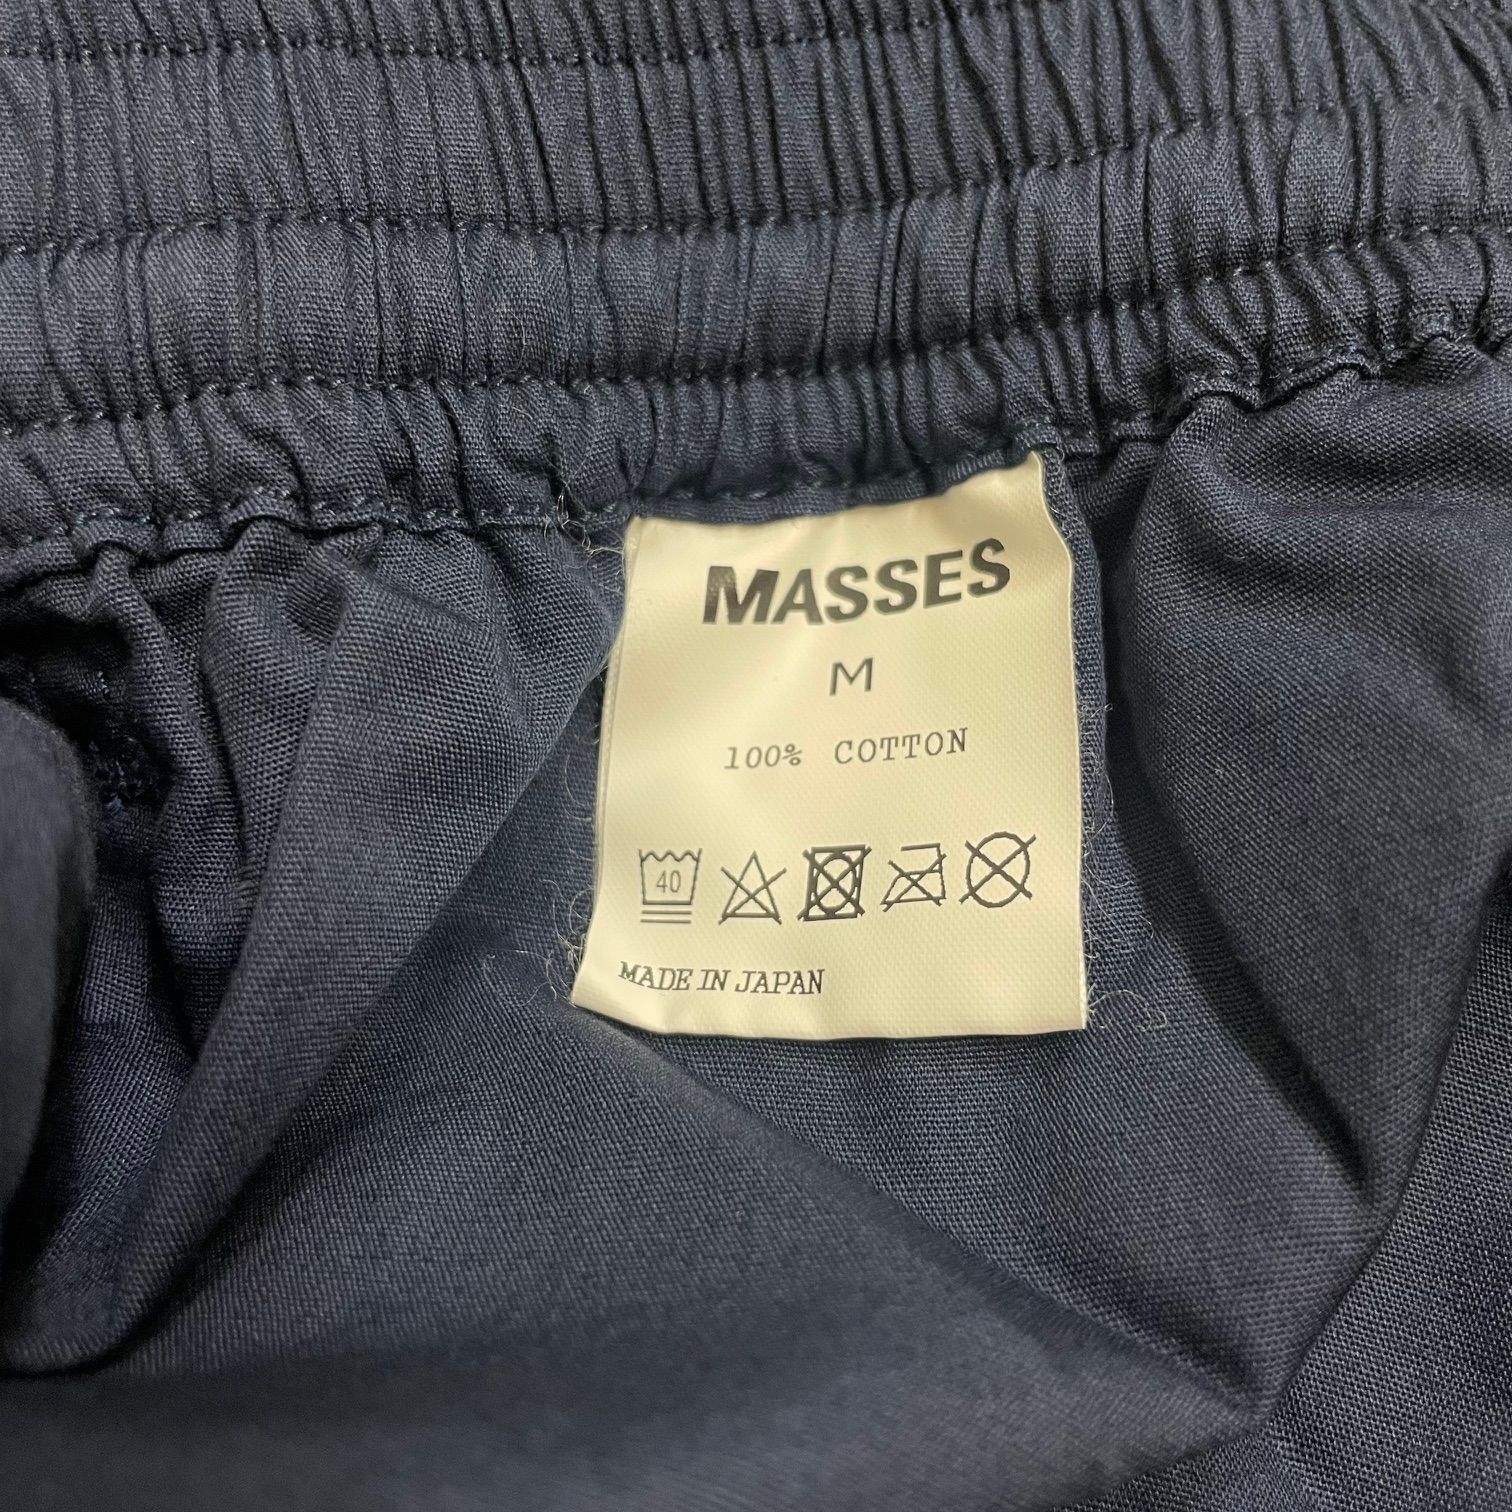 MASSES
M
100% COTTON
40
MADE IN JAPAN